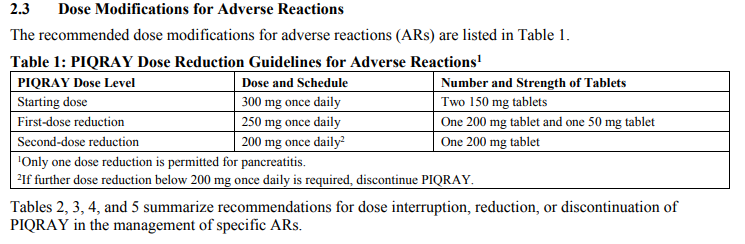 2.3 Dose Modifications for Adverse Reactions
The recommended dose modifications for adverse reactions (ARs) are listed in Table 1.
Table 1: PIQRAY Dose Reduction Guidelines for Adverse Reactions¹
PIQRAY Dose Level Dose and Schedule Number and Strength of Tablets
Starting dose 300 mg once daily Two 150 mg tablets
First-dose reduction 250 mg once daily One 200 mg tablet and one 50 mg tablet
Second-dose reduction 200 mg once daily² One 200 mg tablet
¹Only one dose reduction is permitted for pancreatitis.
²If further dose reduction below 200 mg once daily is required, discontinue PIQRAY.
Tables 2, 3, 4, and 5 summarize recommendations for dose interruption, reduction, or discontinuation of
PIQRAY in the management of specific ARs.